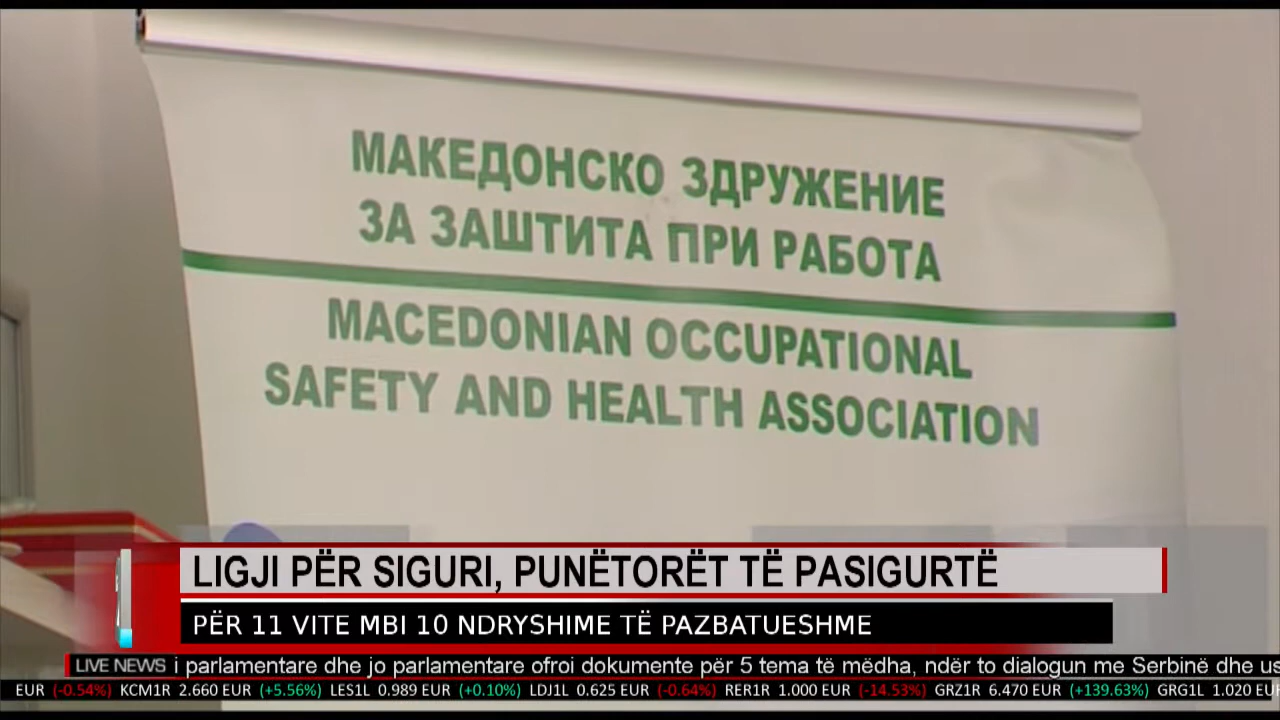 МАКЕДОНСКО ЗДРУЖЕНИЕ
ЗА ЗАШТИТА ПРИ РАБОТА
MACEDONIAN OCCUPATIONAL
SAFETY AND HEALTH ASSOCIATION
LIGJI PËR SIGURI, PUNËTORËT TË PASIGURTË
PËR 11 VITE MBI 10 NDRYSHIME TË PAZBATUESHME
LIVE NEWS i parlamentare dhe jo parlamentare ofroi dokumente për 5 tema të mëdha, ndër to dialogun me Serbinë dhe us
EUR (-0.54%) KCM1R 2.660 EUR (+5.56%) LES1L 0.989 EUR (+0.10%) LDJ1L 0.625 EUR (-0.64%) RER1R 1.000 EUR (-14.53%) GRZ1R 6.470 EUR (+139.63%) GRG1L 1.020 EUR